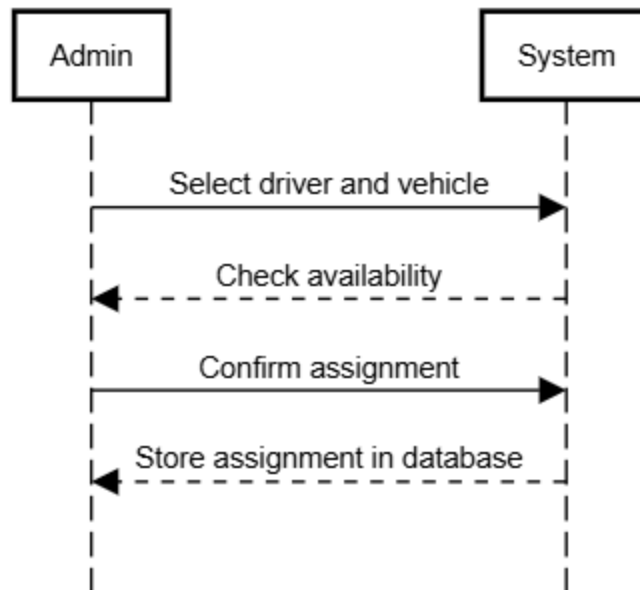 Admin
System
Select driver and vehicle
Check availability
Confirm assignment
Store assignment in database